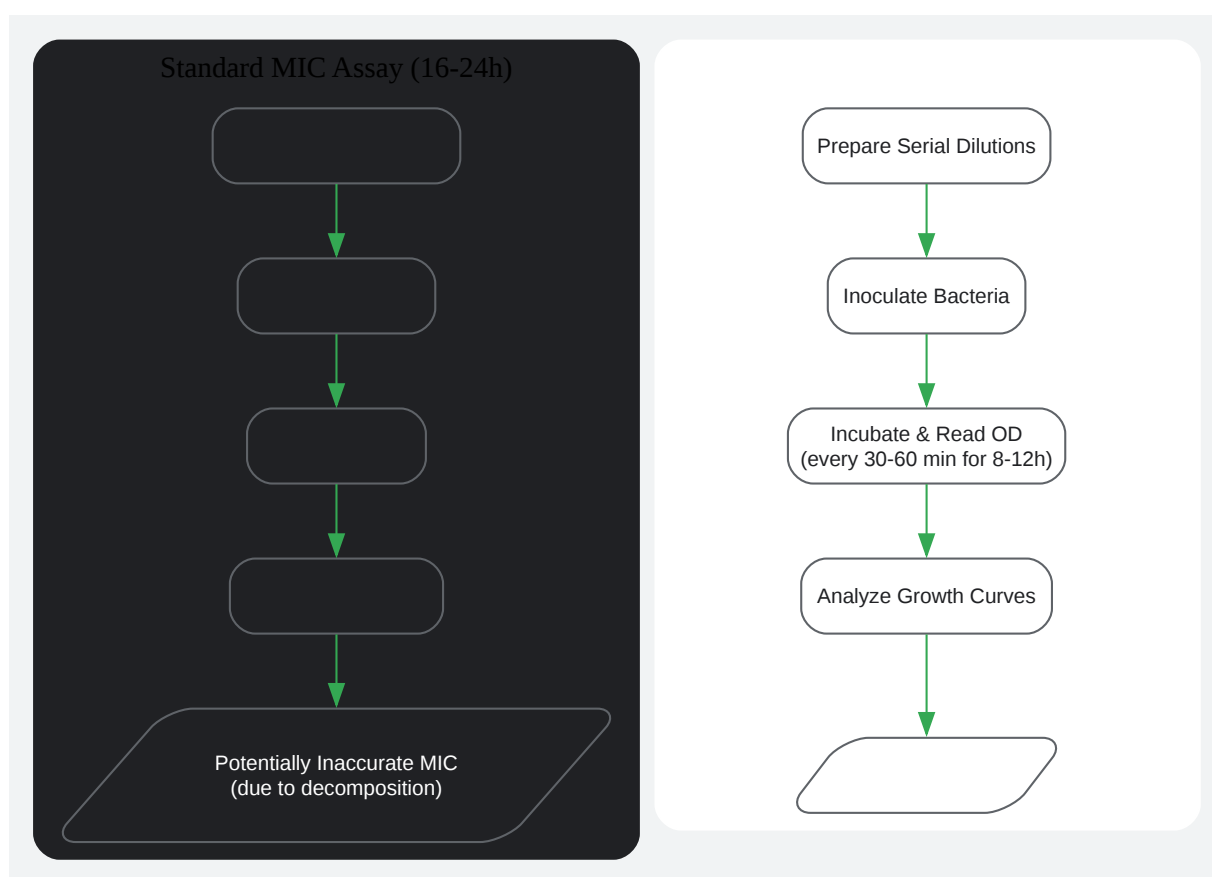 Standard MIC Assay (16-24h)
Potentially Inaccurate MIC
(due to decomposition)
Prepare Serial Dilutions
Inoculate Bacteria
Incubate & Read OD
(every 30-60 min for 8-12h)
Analyze Growth Curves